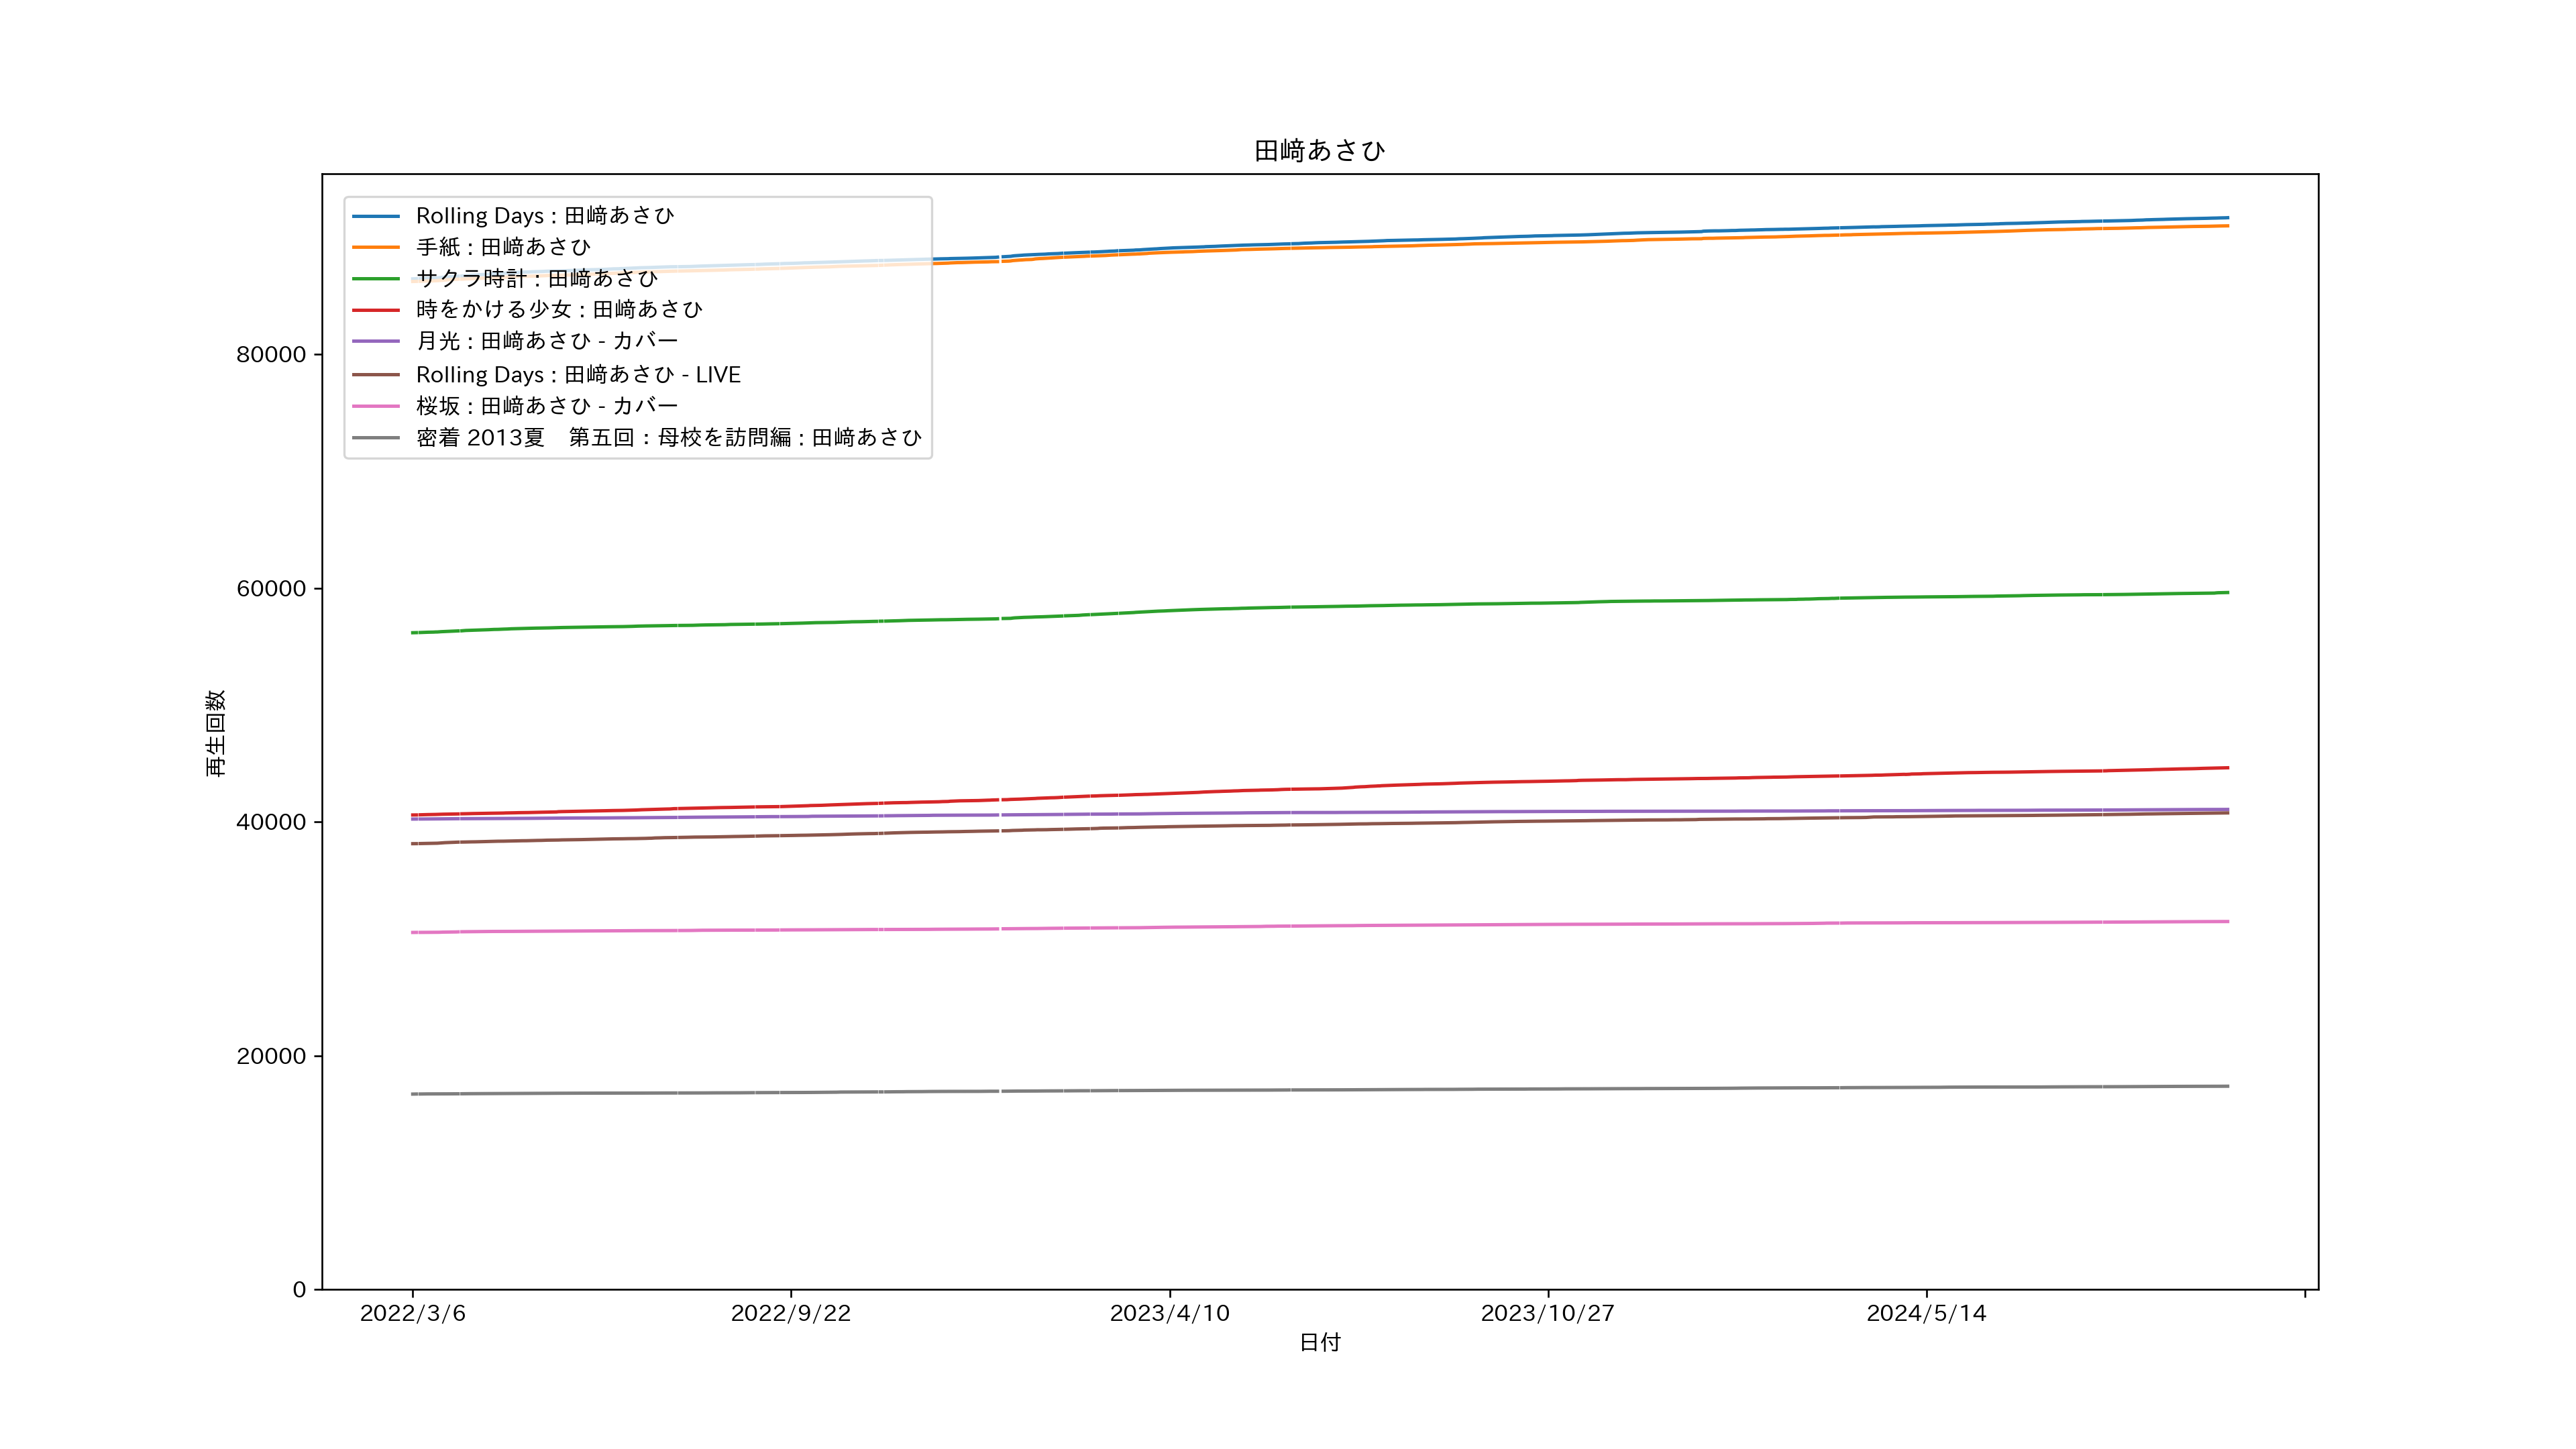 田﨑あさひ
Rolling Days : 田﨑あさひ
手紙 : 田﨑あさひ
サクラ時計 : 田﨑あさひ
時をかける少女 : 田﨑あさひ
月光 : 田﨑あさひ - カバー
Rolling Days : 田﨑あさひ - LIVE
桜坂 : 田﨑あさひ - カバー
密着 2013夏　第五回：母校を訪問編 : 田﨑あさひ
80000
60000
40000
20000
0
再生回数
2022/3/6
2022/9/22
2023/4/10
2023/10/27
2024/5/14
日付